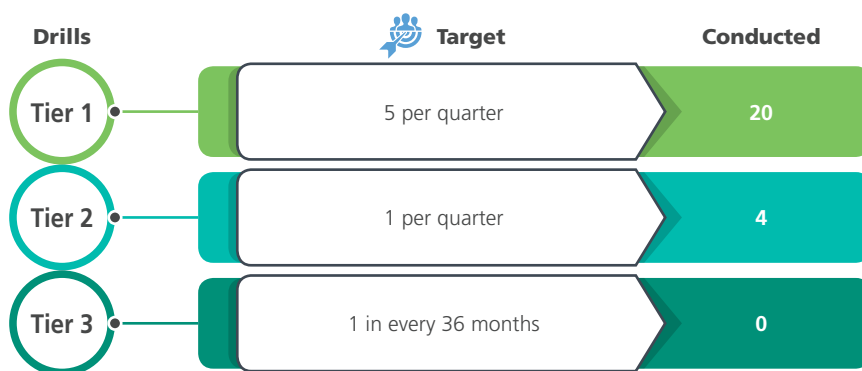 Drills Target Conducted
Tier 1 5 per quarter 20
Tier 2 1 per quarter 4
Tier 3 1 in every 36 months 0